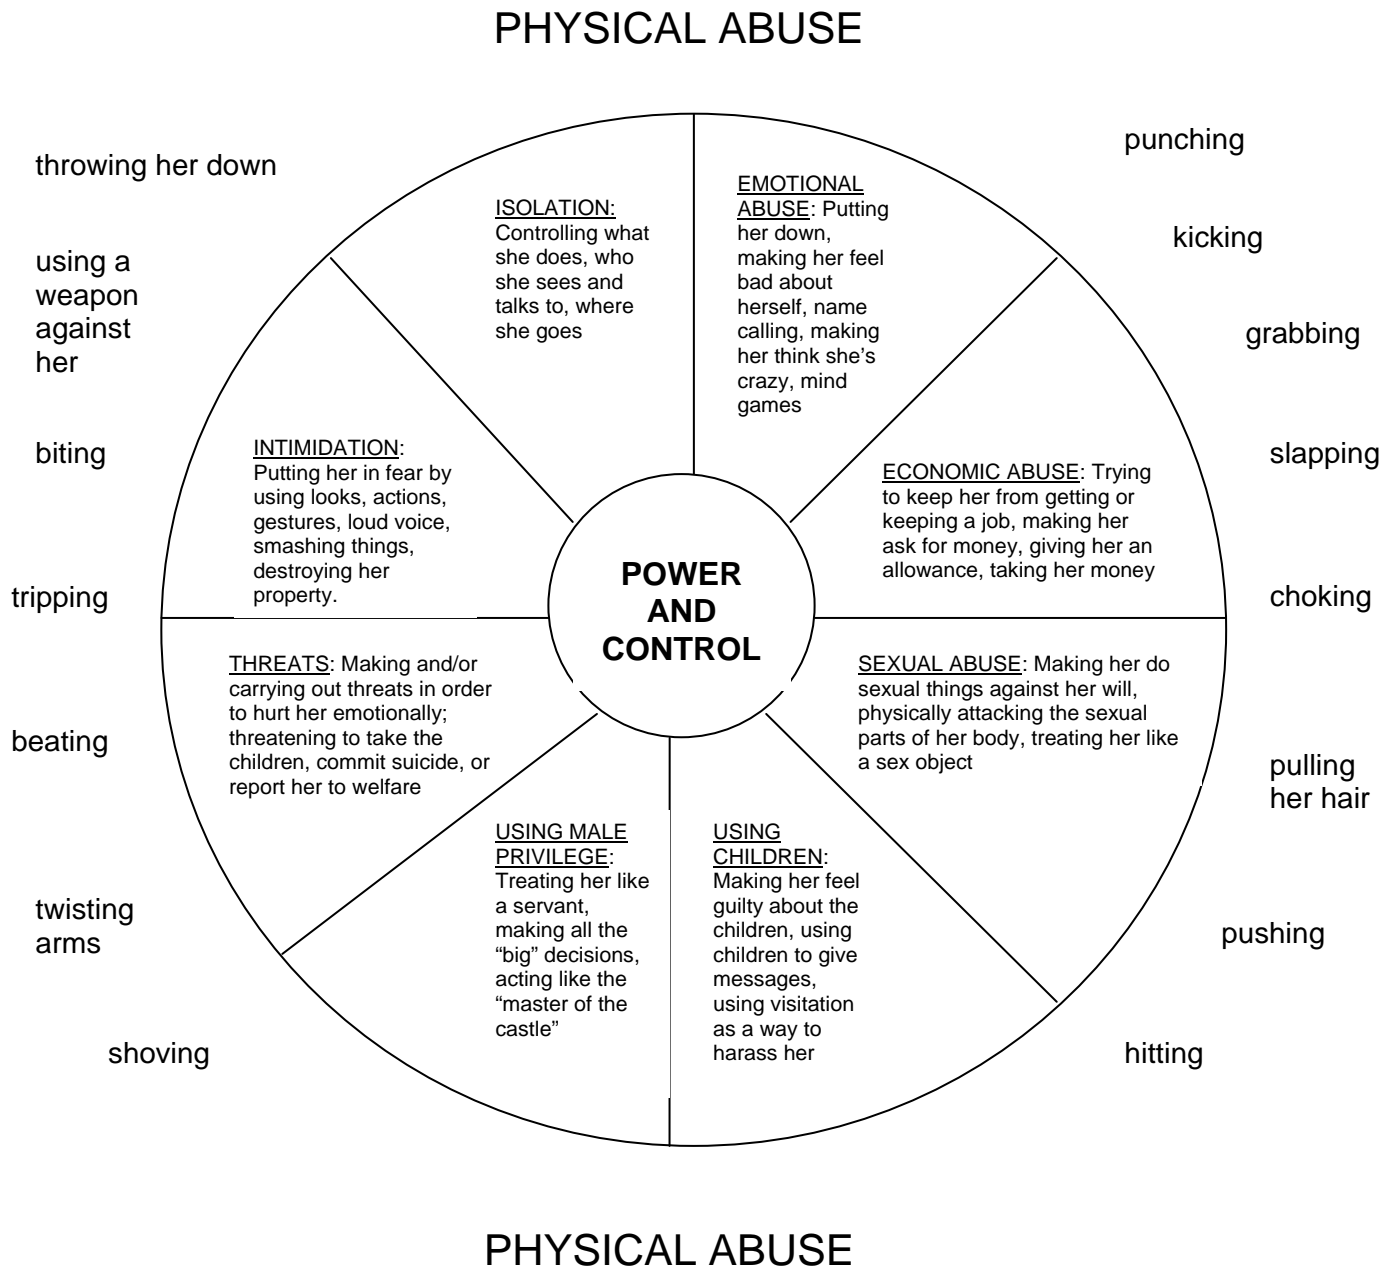 PHYSICAL ABUSE
throwing her down
using a
weapon
against
her
biting
tripping
beating
twisting
arms
shoving
ISOLATION:
Controlling what
she does, who
she sees and
talks to, where
she goes
EMOTIONAL
ABUSE: Putting
her down,
making her feel
bad about
herself, name
calling, making
her think she’s
crazy, mind
games
INTIMIDATION:
Putting her in fear by
using looks, actions,
gestures, loud voice,
smashing things,
destroying her
property.
POWER
AND
CONTROL
ECONOMIC ABUSE: Trying
to keep her from getting or
keeping a job, making her
ask for money, giving her an
allowance, taking her money
THREATS: Making and/or
carrying out threats in order
to hurt her emotionally;
threatening to take the
children, commit suicide, or
report her to welfare
SEXUAL ABUSE: Making her do
sexual things against her will,
physically attacking the sexual
parts of her body, treating her like
a sex object
USING MALE
PRIVILEGE:
Treating her like
a servant,
making all the
“big” decisions,
acting like the
“master of the
castle”
USING
CHILDREN:
Making her feel
guilty about the
children, using
children to give
messages,
using visitation
as a way to
harass her
punching
kicking
grabbing
slapping
choking
pulling
her hair
pushing
hitting
PHYSICAL ABUSE